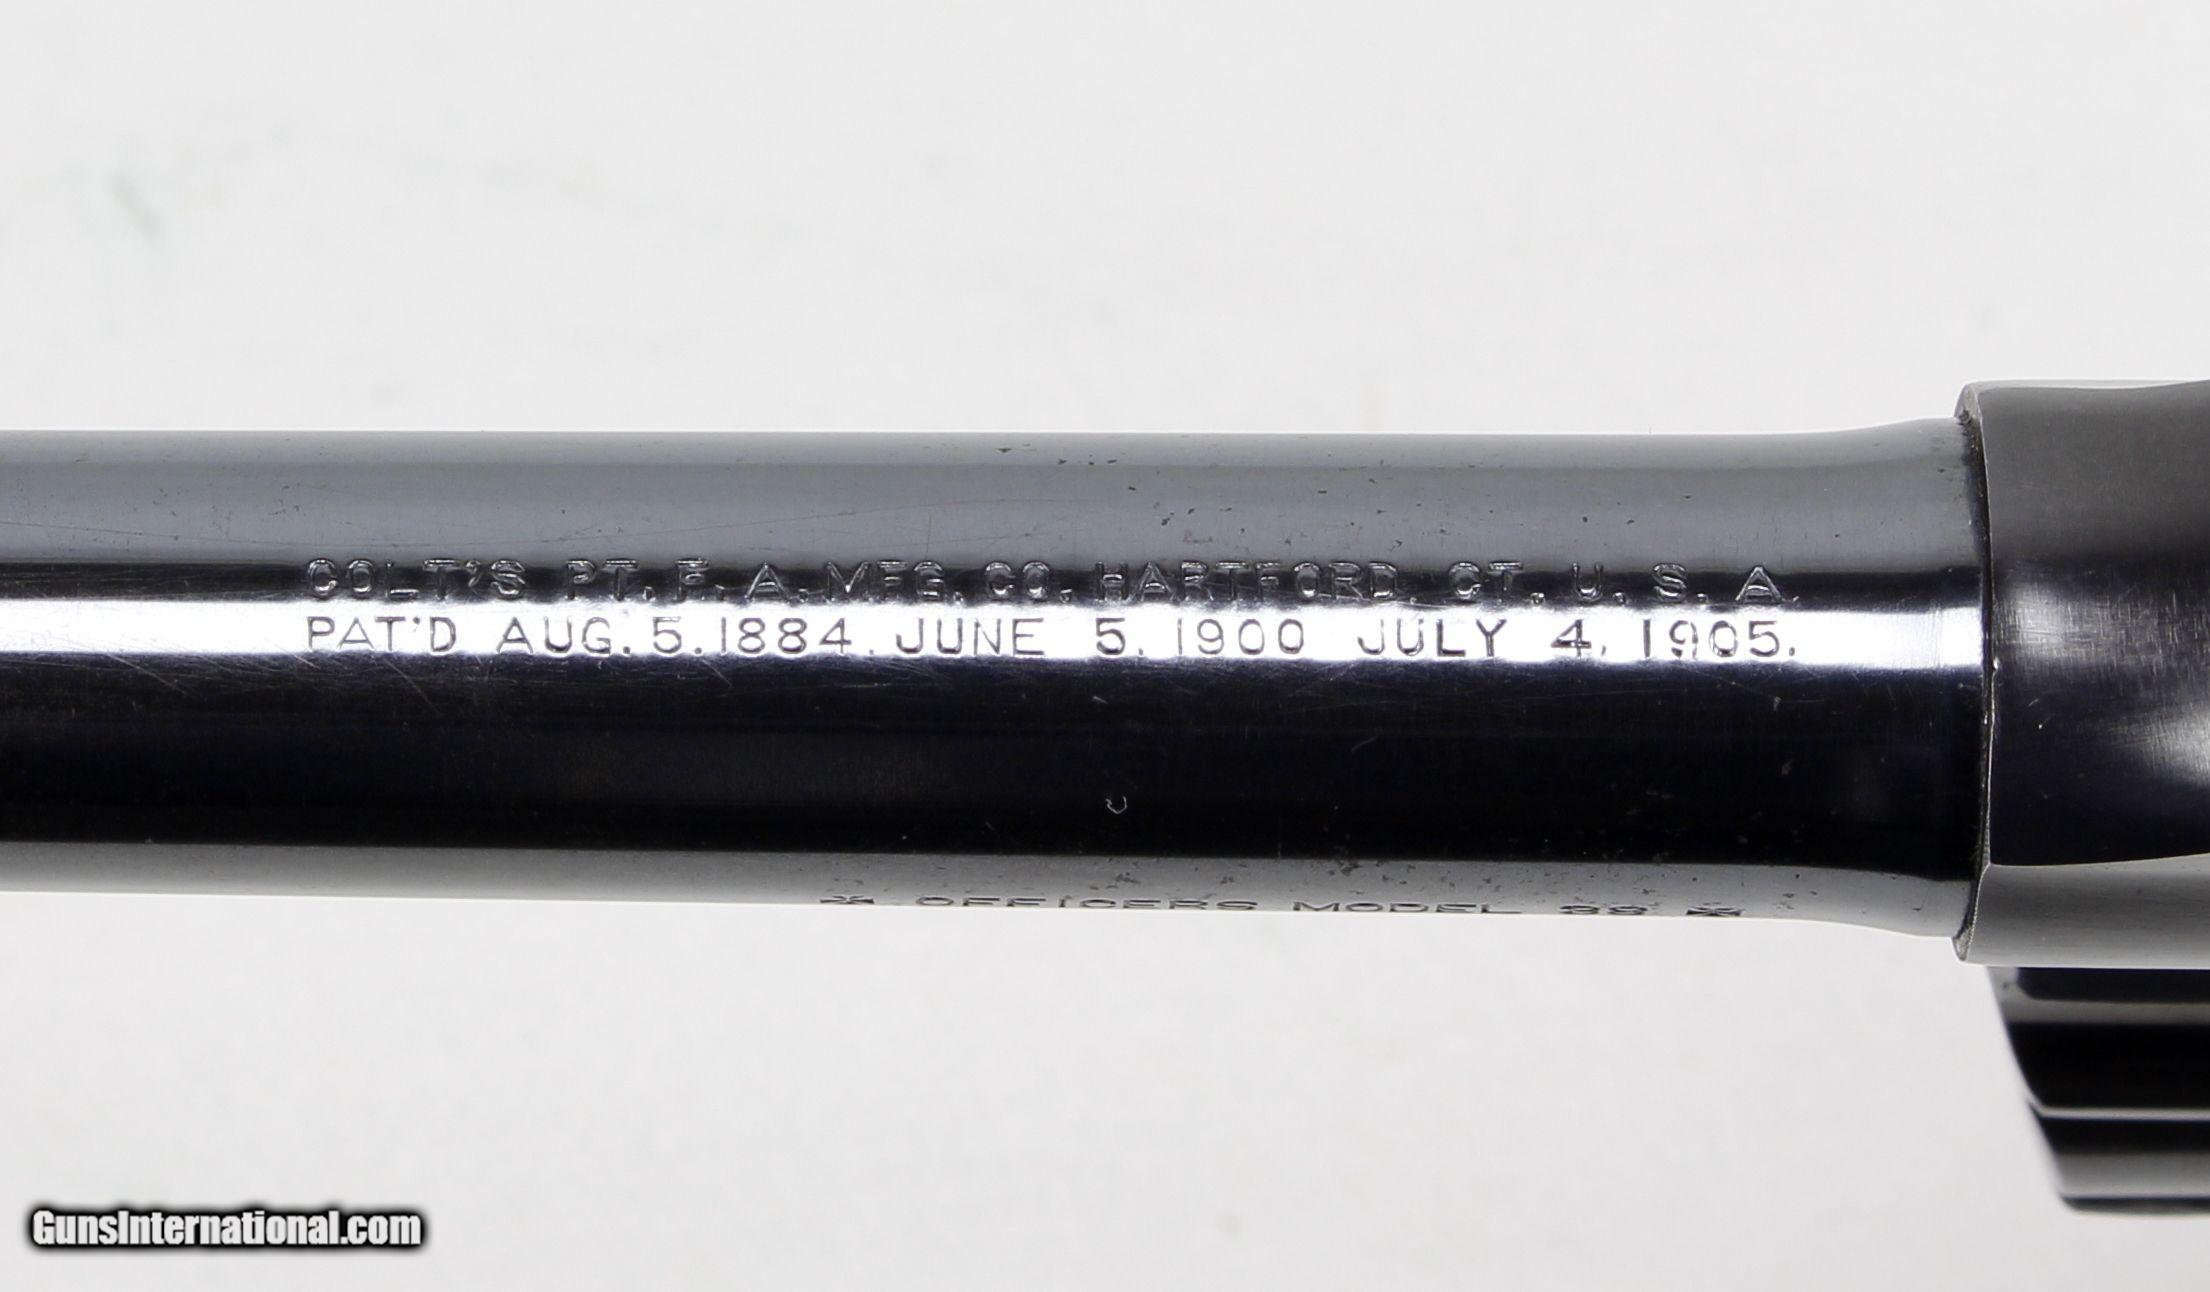 COLT'S PT. F. A. MFG. CO. HARTFORD. CT. U. S. A.
PAT'D AUG. 5. 1884. JUNE 5. 1900 JULY 4, 1905.
OFFICERS MODEL
GunsInternational.com